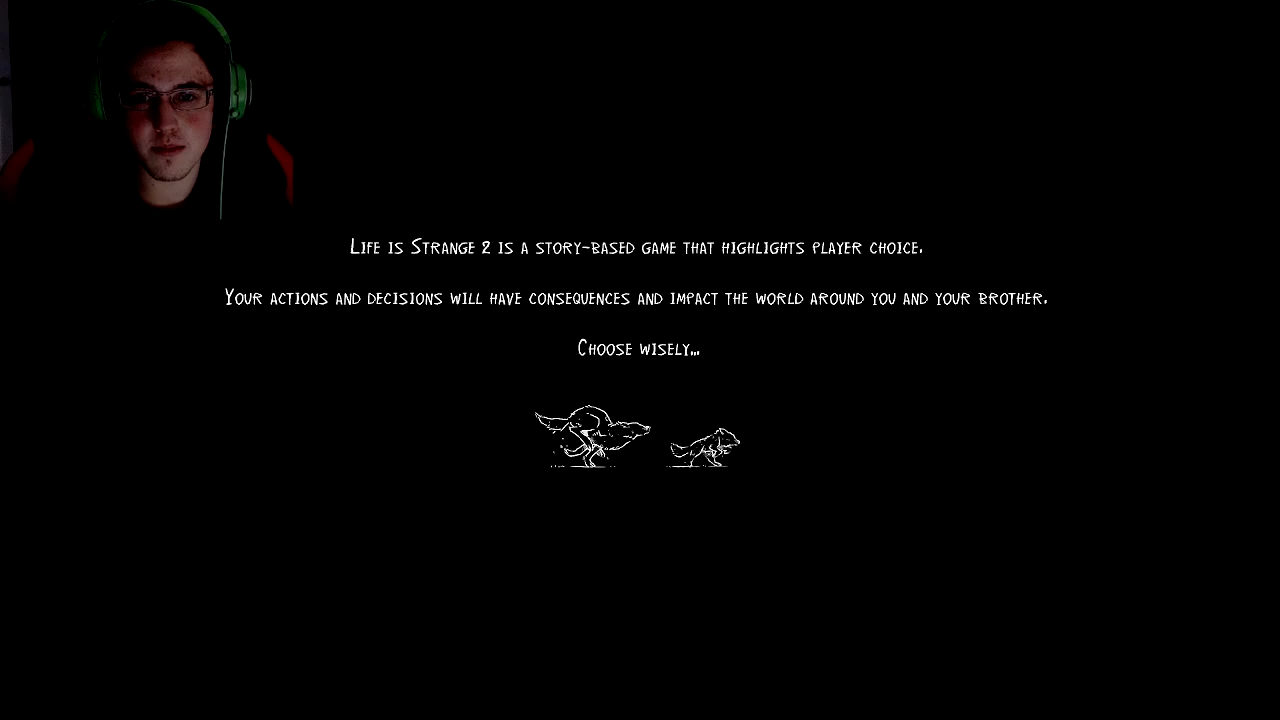 Life is Strange 2 is a story-based game that highlights player choice.
Your actions and decisions will have consequences and impact the world around you and your brother.
Choose wisely...